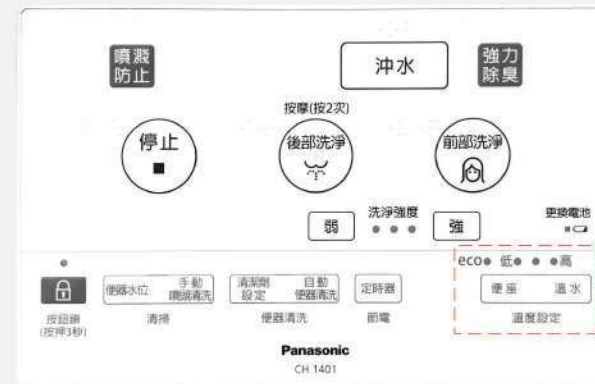 噴濺
防止
沖水
強力
除臭
按摩(按2次)
停止
後部洗淨
前部洗淨
洗淨強度
弱
強
更換電池
eco 低 高
便器水位 手動
噴頭清洗
清潔劑
設定 自動
便器清洗
定時器
便座 溫水
按鈕鎖
(按押3秒)
清掃
便器清洗
節電
溫度設定
Panasonic
CH 1401